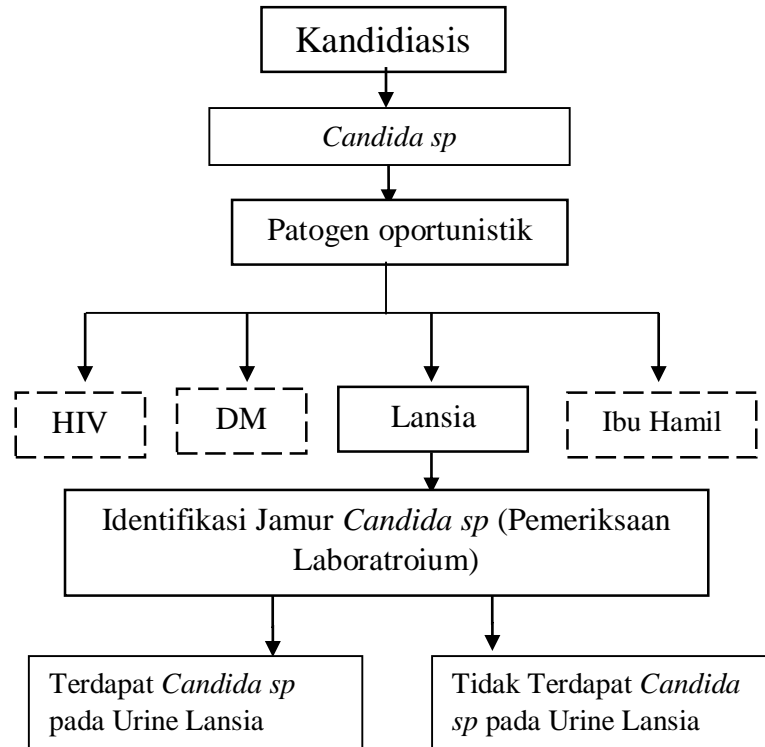 Kandidiasis
Candida sp
Patogen oportunistik
HIV
DM
Lansia
Ibu Hamil
Identifikasi Jamur Candida sp (Pemeriksaan
Laboratroium)
Terdapat Candida sp
pada Urine Lansia
Tidak Terdapat Candida
sp pada Urine Lansia